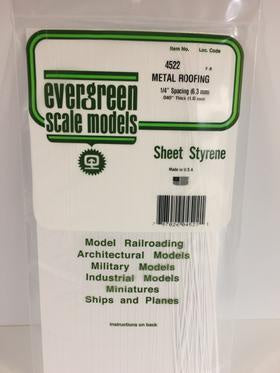 Item No. Loc. Code
4522 F-8
METAL ROOFING
1/4" Spacing (6.3 mm)
.040" Thick (1.0 mm)
evergreen
scale models
Sheet Styrene
Made in U.S.A.
Model Railroading
Architectural Models
Military Models
Industrial Models
Miniatures
Ships and Planes
Instructions on back